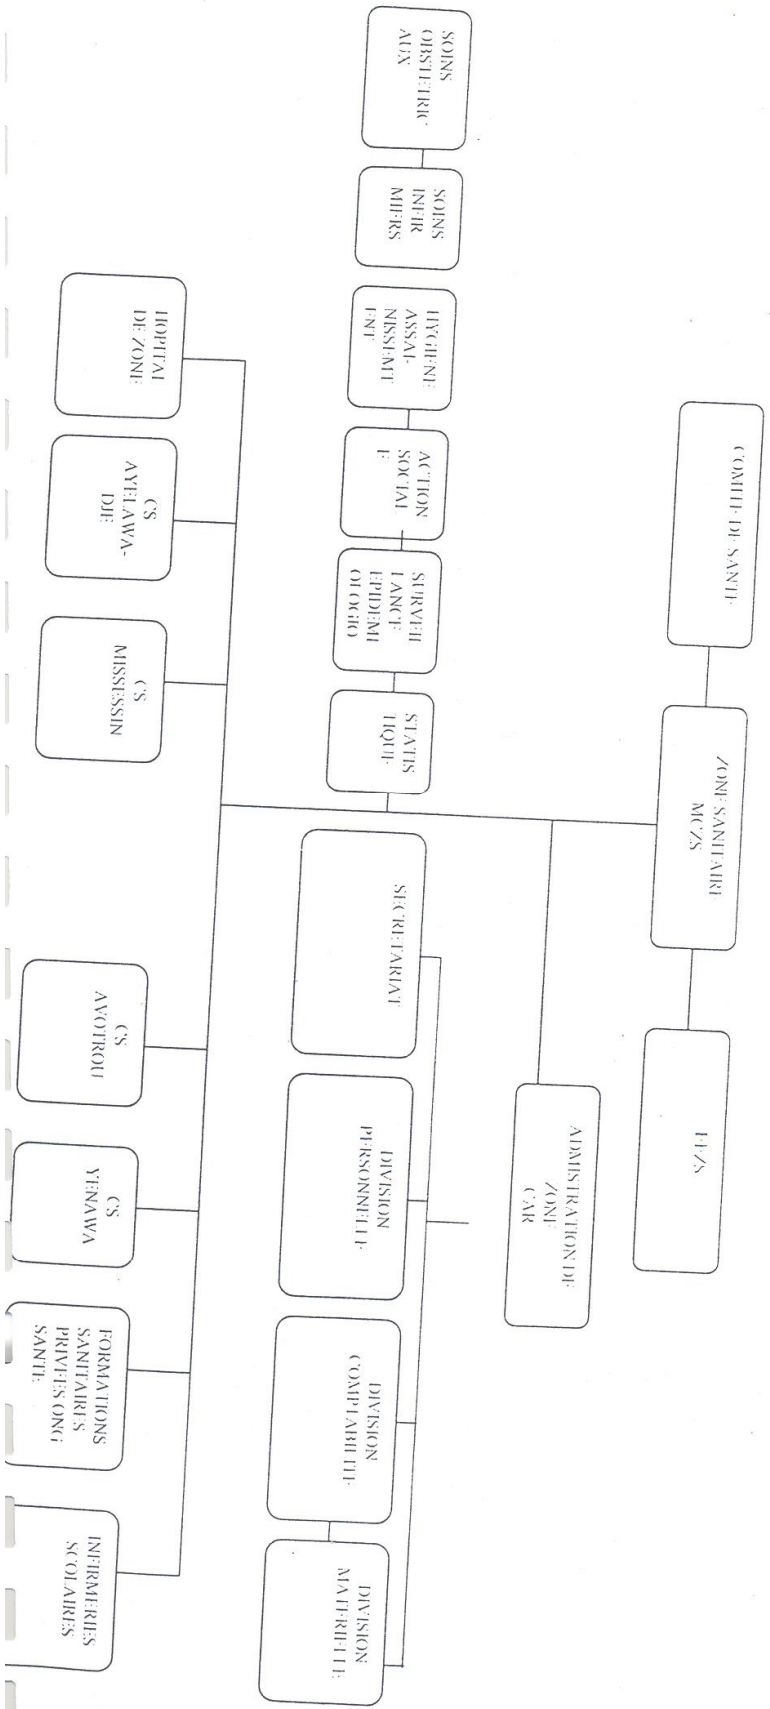 COMITE DE SANTE
ZONE SANITAIRE
MCZS
EEZS
ADMISTRATION DE
ZONE
CAR
SOINS
OBSTETRIC
AUX
SOINS
INFIR
MIERS
HYGIENE
ASSAI-
NISSEMT
ENT
ACTION
SOCIAL
E
SURVEIL
LANCE
EPIDEMI
OLOGIQ
STATIS
TIQUE
SECRETARIAT
DIVISION
PERSONNELLE
DIVISION
COMPTABILITE
DIVISION
MATERIELLE
HOPITAL
DE ZONE
CS
AYELAWA-
DJE
CS
MISSESSIN
CS
AVOTROU
CS
YENAWA
FORMATIONS
SANITAIRES
PRIVEES ONG
SANTE
INFIRMERIES
SCOLAIRES